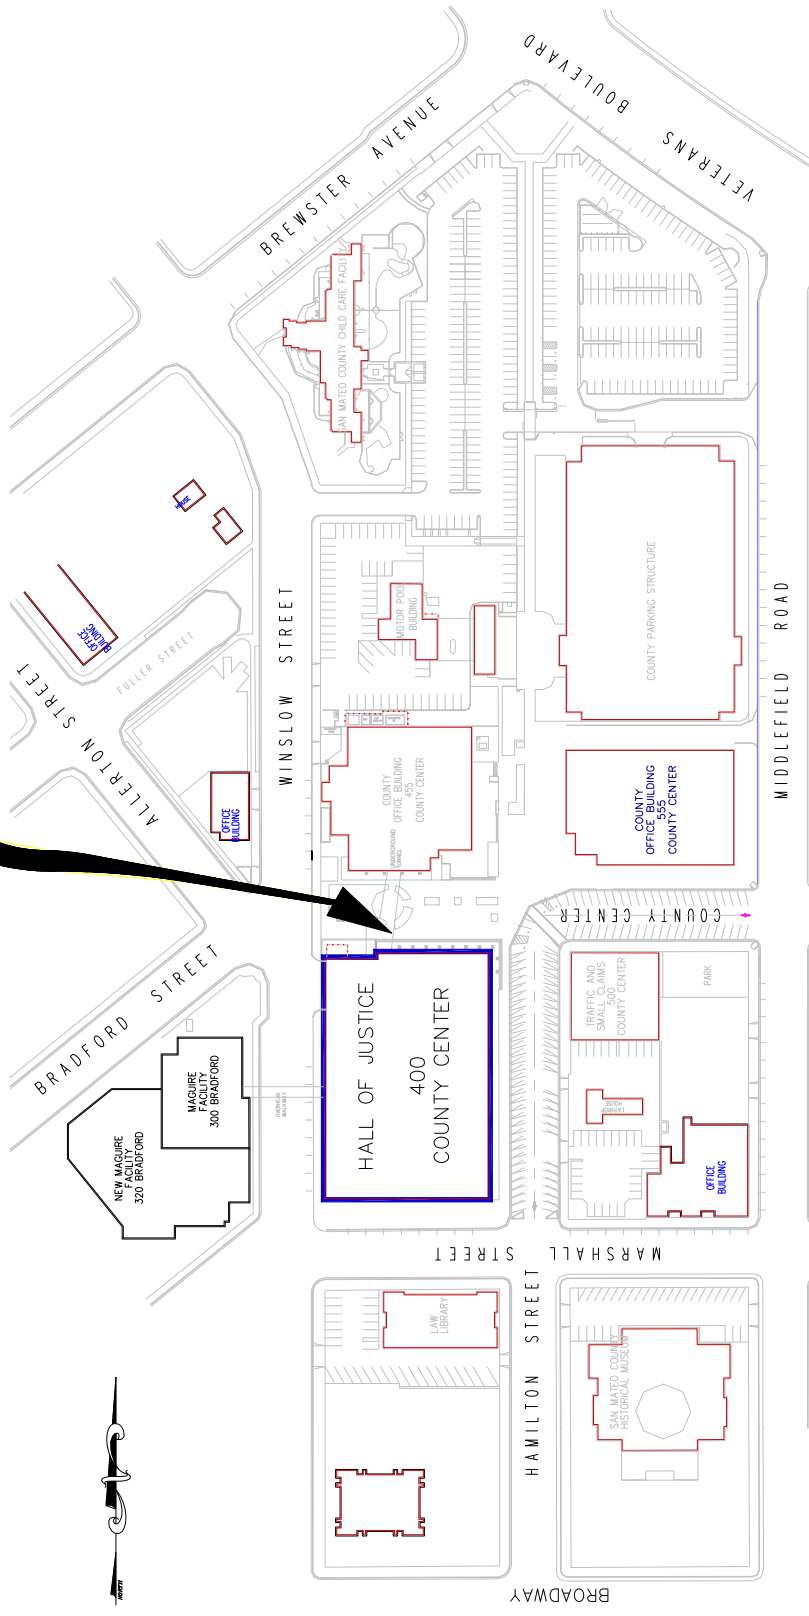 BOULEVARD
VETERANS
BREWSTER AVENUE
SAN MATEO COUNTY CHILD CARE FACILITY
HOUSE
OFFICE
BUILDING
FULLER STREET
ALLERTON STREET
WINSLOW STREET
MOTOR POOL
BUILDING
COUNTY PARKING STRUCTURE
MIDDLEFIELD ROAD
OFFICE
BUILDING
COUNTY
OFFICE BUILDING
455
COUNTY CENTER
UNDERGROUND
TUNNEL
COUNTY
OFFICE BUILDING
555
COUNTY CENTER
COUNTY CENTER
BRADFORD STREET
HALL OF JUSTICE
400
COUNTY CENTER
TRAFFIC AND
SMALL CLAIMS
500
COUNTY CENTER
PARK
MAGUIRE
FACILITY
300 BRADFORD
NEW MAGUIRE
FACILITY
320 BRADFORD
OVERHEAD
WALKWAY
LATHROP
HOUSE
OFFICE
BUILDING
MARSHALL STREET
LAW
LIBRARY
HAMILTON STREET
SAN MATEO COUNTY
HISTORICAL MUSEUM
NORTH
BROADWAY